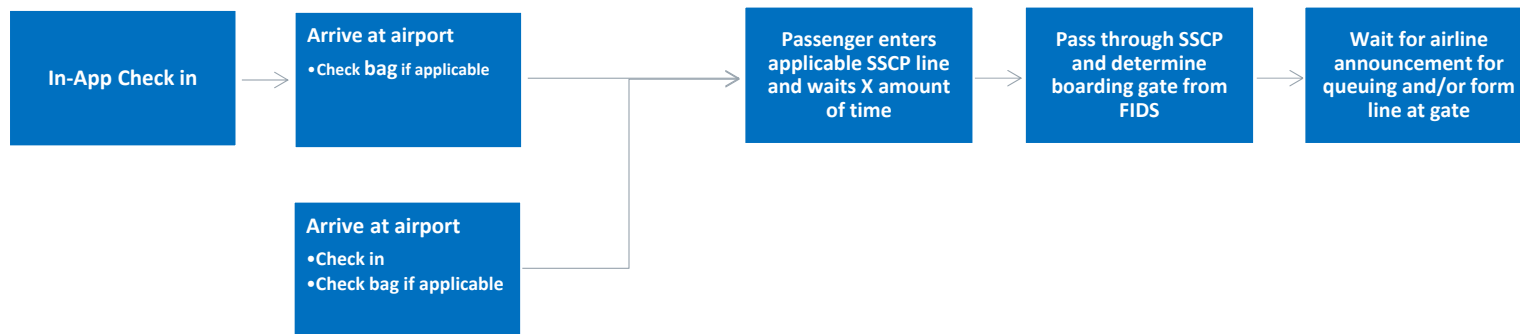 In-App Check in
Arrive at airport
•Check bag if applicable
Passenger enters
applicable SSCP line
and waits X amount
of time
Pass through SSCP
and determine
boarding gate from
FIDS
Wait for airline
announcement for
queuing and/or form
line at gate
Arrive at airport
•Check in
•Check bag if applicable